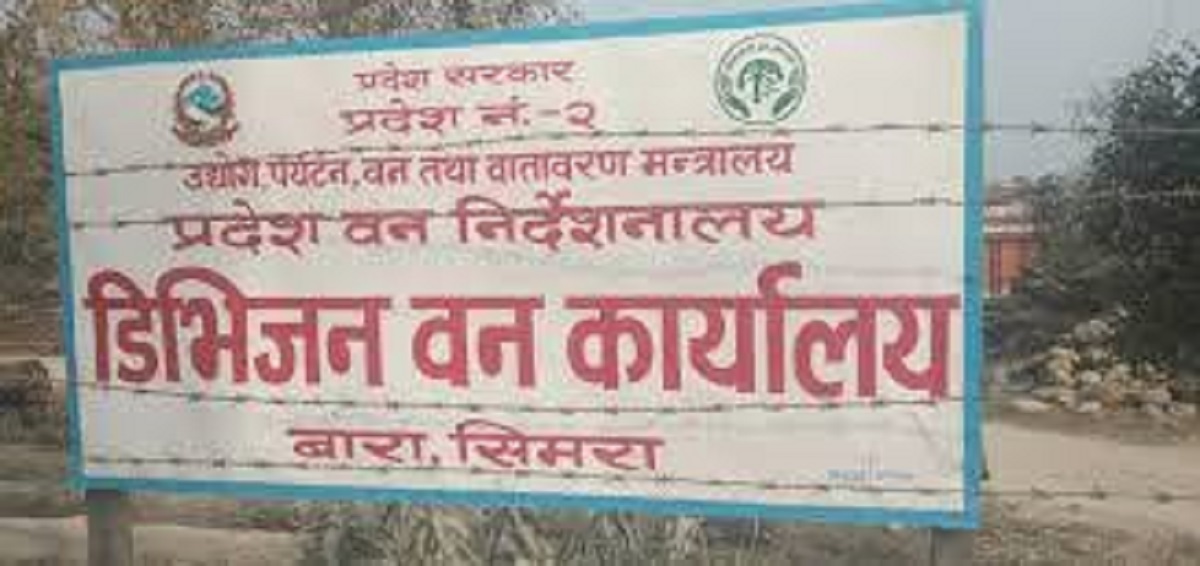 प्रदेश सरकार
प्रदेश नं.-२
उद्योग, पर्यटन, वन तथा वातावरण मन्त्रालय
प्रदेश वन निर्देशनालय
डिभिजन वन कार्यालय
बारा, सिमरा